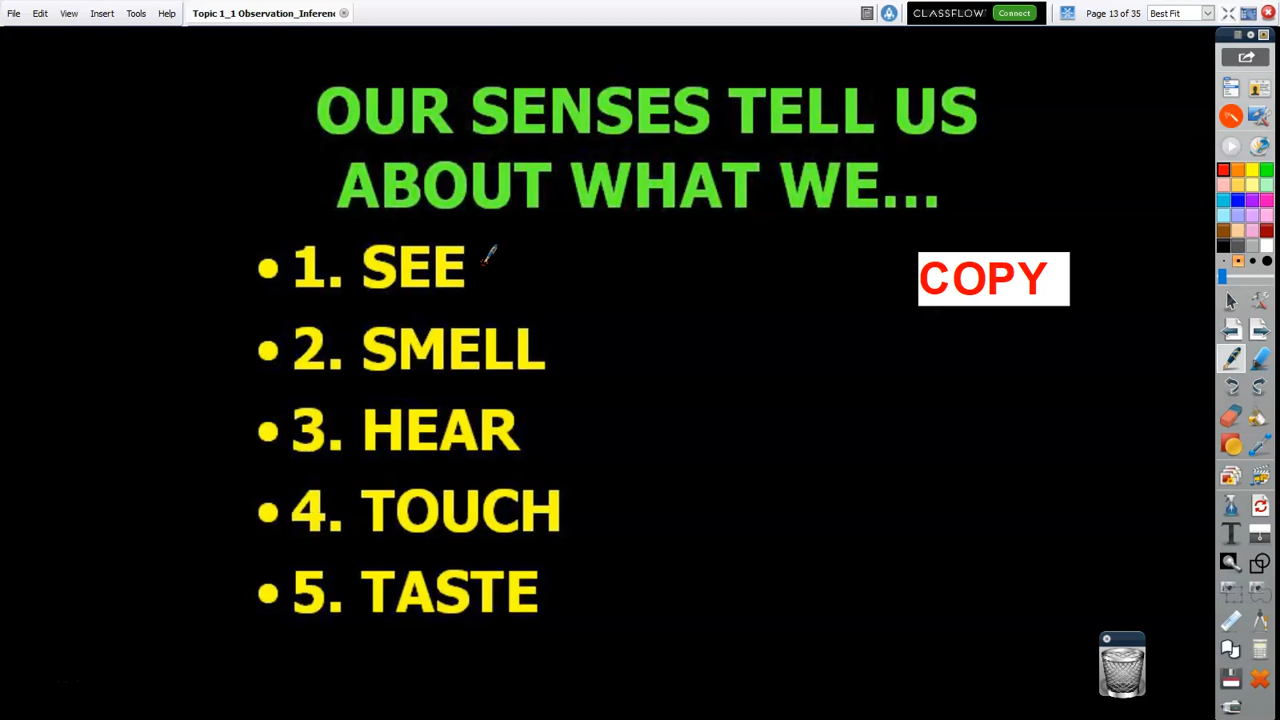 File Edit View Insert Tools Help Topic 1_1 Observation_Inferen CLASSFLOW Connect Page 13 of 35 Best Fit
OUR SENSES TELL US
ABOUT WHAT WE...
• 1. SEE
COPY
• 2. SMELL
• 3. HEAR
• 4. TOUCH
• 5. TASTE